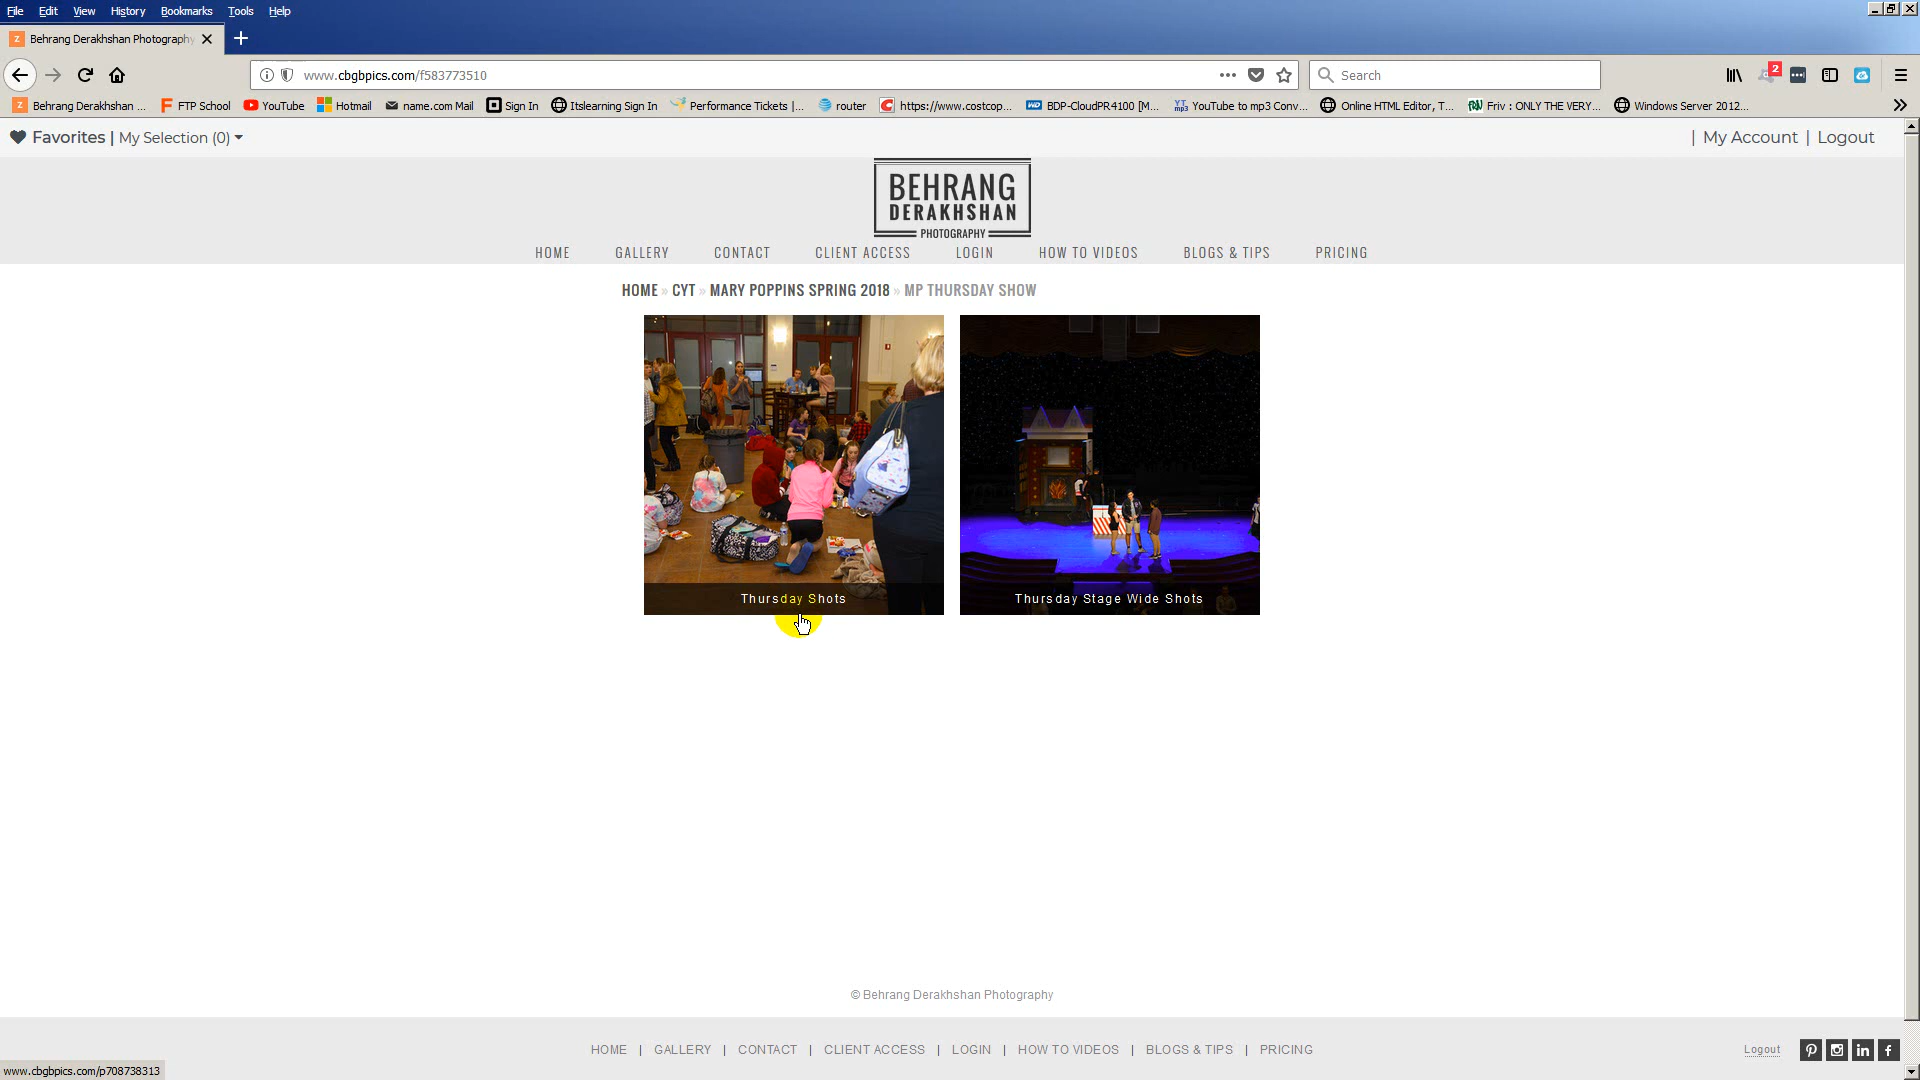 File Edit View History Bookmarks Tools Help
Behrang Derakhshan Photography
www.cbgbpics.com/f583773510
Search
2
Behrang Derakhshan ... FTP School YouTube Hotmail name.com Mail Sign In Itslearning Sign In Performance Tickets |... router https://www.costcop... BDP-CloudPR4100 [M... YouTube to mp3 Conv... Online HTML Editor, T... Friv : ONLY THE VERY... Windows Server 2012...
Favorites | My Selection (0) | My Account | Logout
BEHRANG
DERAKHSHAN
PHOTOGRAPHY
HOME GALLERY CONTACT CLIENT ACCESS LOGIN HOW TO VIDEOS BLOGS & TIPS PRICING
HOME » CYT » MARY POPPINS SPRING 2018 » MP THURSDAY SHOW
Thursday Shots
Thursday Stage Wide Shots
© Behrang Derakhshan Photography
HOME | GALLERY | CONTACT | CLIENT ACCESS | LOGIN | HOW TO VIDEOS | BLOGS & TIPS | PRICING
Logout
www.cbgbpics.com/p708738313